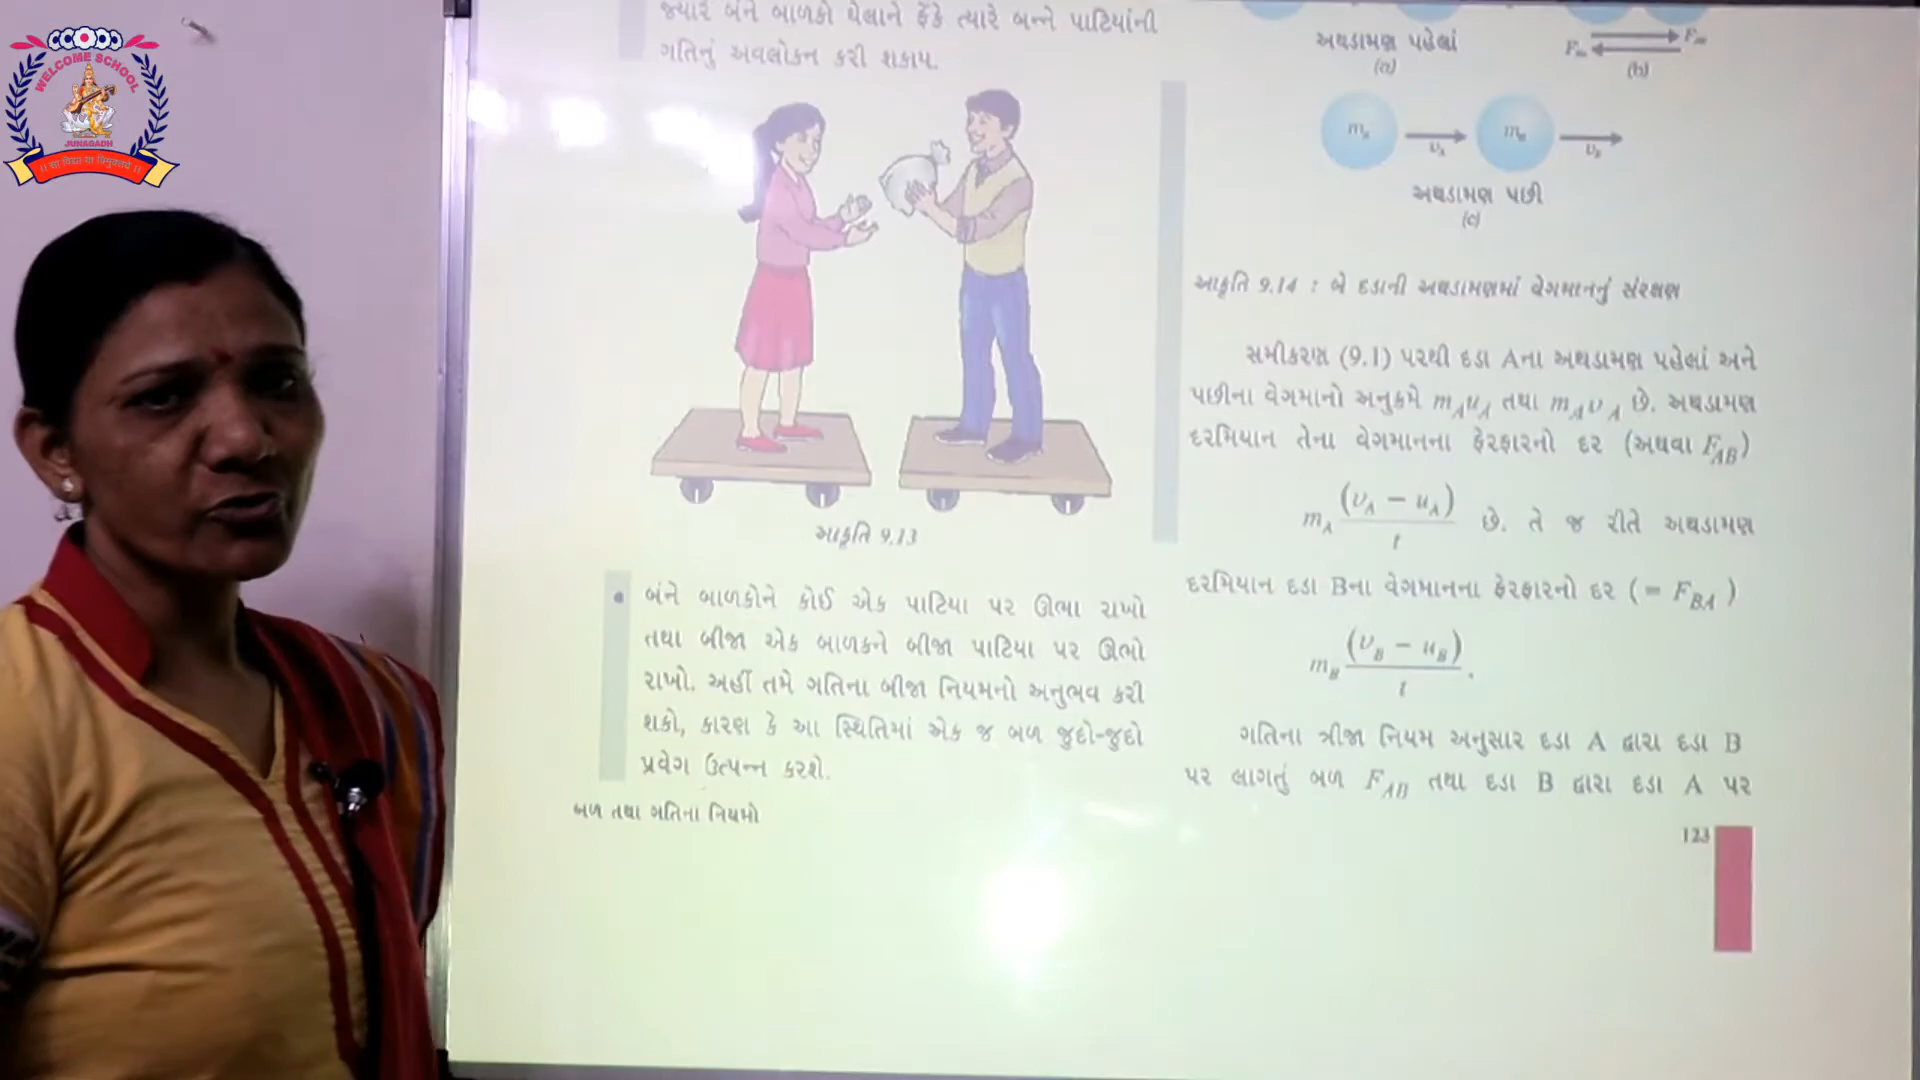 WELCOME SCHOOL
JUNAGADH
।। सा विद्या या विमुक्तये ।।
જ્યારે બંને બાળકો થેલાને ફેંકે ત્યારે બન્ને પાટિયાંની
ગતિનું અવલોકન કરી શકાય.
આકૃતિ 9.13
બંને બાળકોને કોઈ એક પાટિયા પર ઊભા રાખો
તથા બીજા એક બાળકને બીજા પાટિયા પર ઊભો
રાખો. અહીં તમે ગતિના બીજા નિયમનો અનુભવ કરી
શકો, કારણ કે આ સ્થિતિમાં એક જ બળ જુદો-જુદો
પ્રવેગ ઉત્પન્ન કરશે.
બળ તથા ગતિના નિયમો
અથડામણ પહેલાં
(a)
(b)
m_A v_A m_B v_B
અથડામણ પછી
(c)
આકૃતિ 9.14 : બે દડાની અથડામણમાં વેગમાનનું સંરક્ષણ
સમીકરણ (9.1) પરથી દડા Aના અથડામણ પહેલાં અને
પછીના વેગમાનો અનુક્રમે m_A u_A તથા m_A v_A છે. અથડામણ
દરમિયાન તેના વેગમાનના ફેરફારનો દર (અથવા F_AB)
m_A (v_A − u_A) / t છે. તે જ રીતે અથડામણ
દરમિયાન દડા Bના વેગમાનના ફેરફારનો દર (= F_BA )
m_B (v_B − u_B) / t .
ગતિના ત્રીજા નિયમ અનુસાર દડા A દ્વારા દડા B
પર લાગતું બળ F_AB તથા દડા B દ્વારા દડા A પર
123